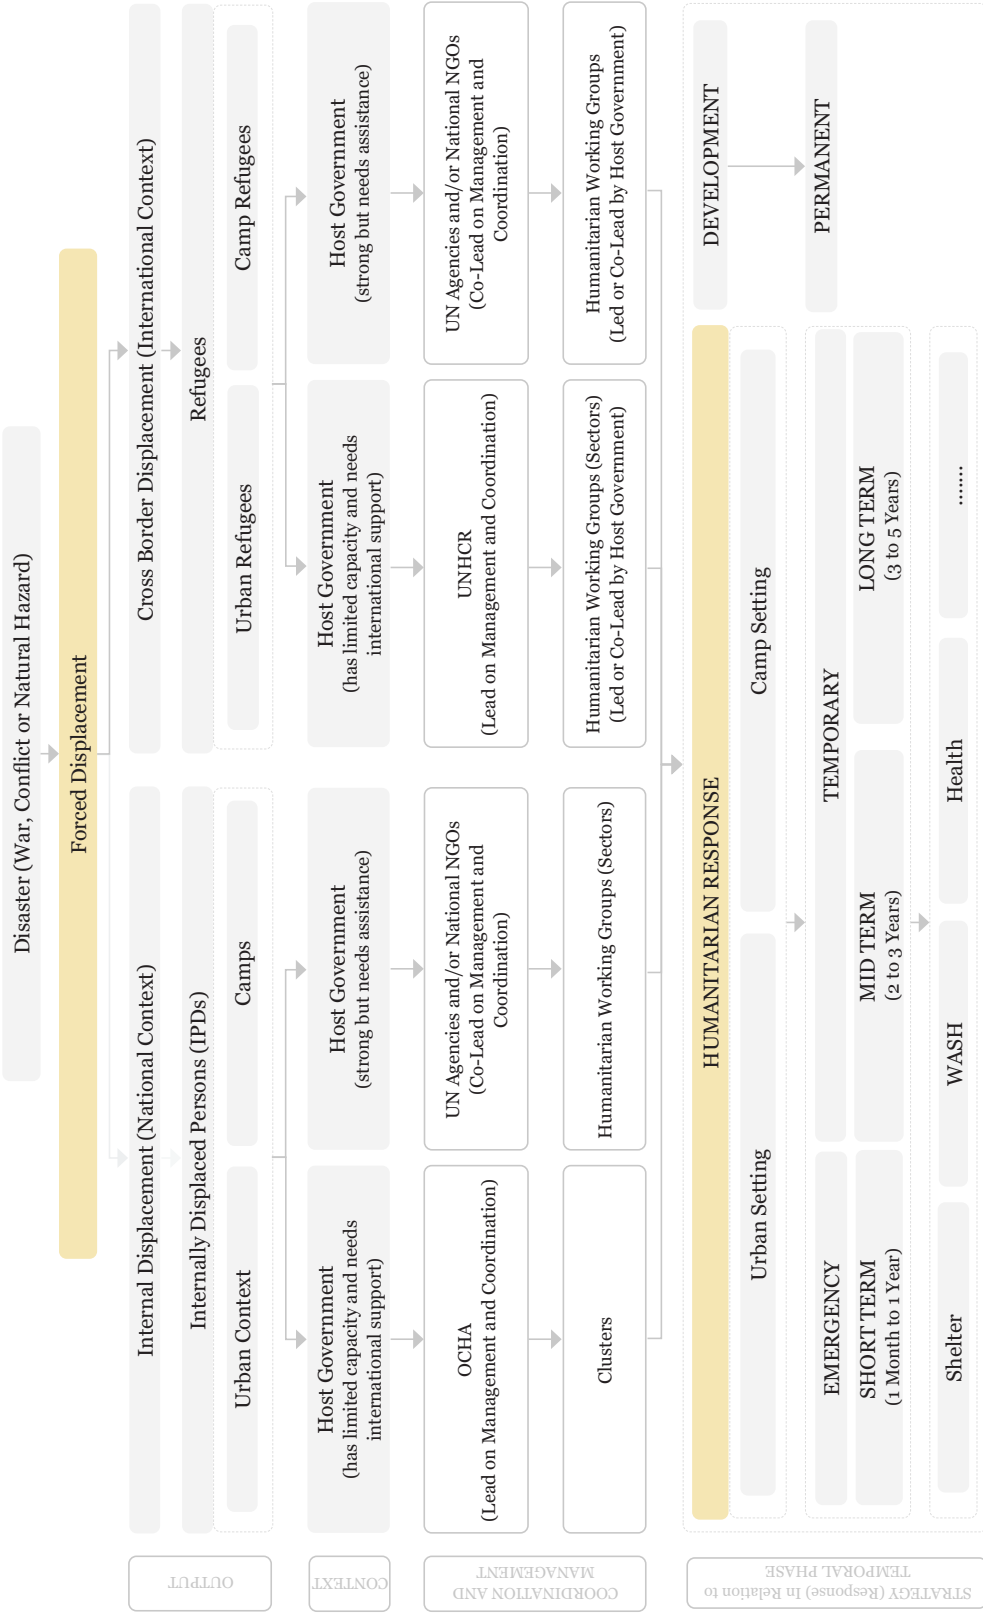 Disaster (War, Conflict or Natural Hazard)
Forced Displacement
OUTPUT
Internal Displacement (National Context)
Cross Border Displacement (International Context)
Internally Displaced Persons (IPDs)
Refugees
Urban Context
Camps
Urban Refugees
Camp Refugees
CONTEXT
Host Government
(has limited capacity and needs
international support)
Host Government
(strong but needs assistance)
Host Government
(has limited capacity and needs
international support)
Host Government
(strong but needs assistance)
COORDINATION AND
MANAGEMENT
OCHA
(Lead on Management and Coordination)
UN Agencies and/or National NGOs
(Co-Lead on Management and
Coordination)
UNHCR
(Lead on Management and Coordination)
UN Agencies and/or National NGOs
(Co-Lead on Management and
Coordination)
Clusters
Humanitarian Working Groups (Sectors)
Humanitarian Working Groups (Sectors)
(Led or Co-Lead by Host Government)
Humanitarian Working Groups
(Led or Co-Lead by Host Government)
STRATEGY (Response) In Relation to
TEMPORAL PHASE
HUMANITARIAN RESPONSE
DEVELOPMENT
Urban Setting
Camp Setting
EMERGENCY
TEMPORARY
PERMANENT
SHORT TERM
(1 Month to 1 Year)
MID TERM
(2 to 3 Years)
LONG TERM
(3 to 5 Years)
Shelter
WASH
Health
.......